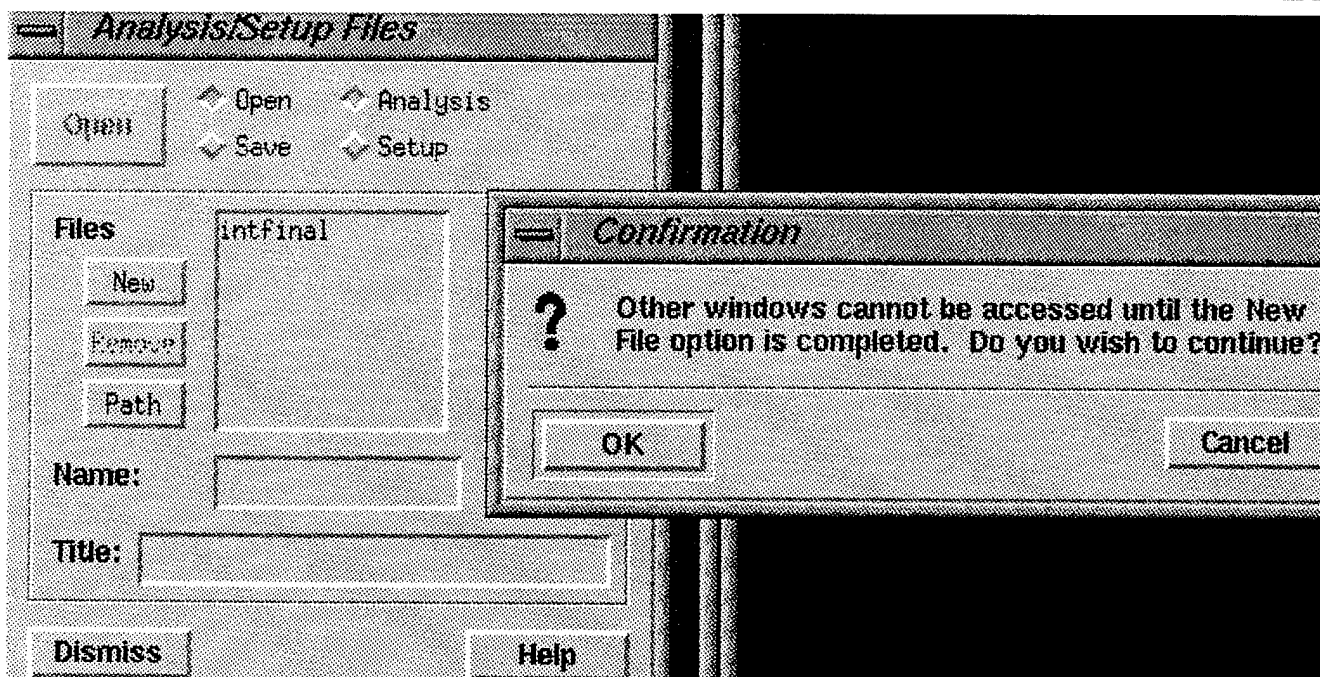 Analysis/Setup Files
Open
Open Analysis
Save Setup
Files
intfinal
New
Remove
Path
Name:
Title:
Dismiss
Help
Confirmation
?
Other windows cannot be accessed until the New
File option is completed. Do you wish to continue?
OK
Cancel